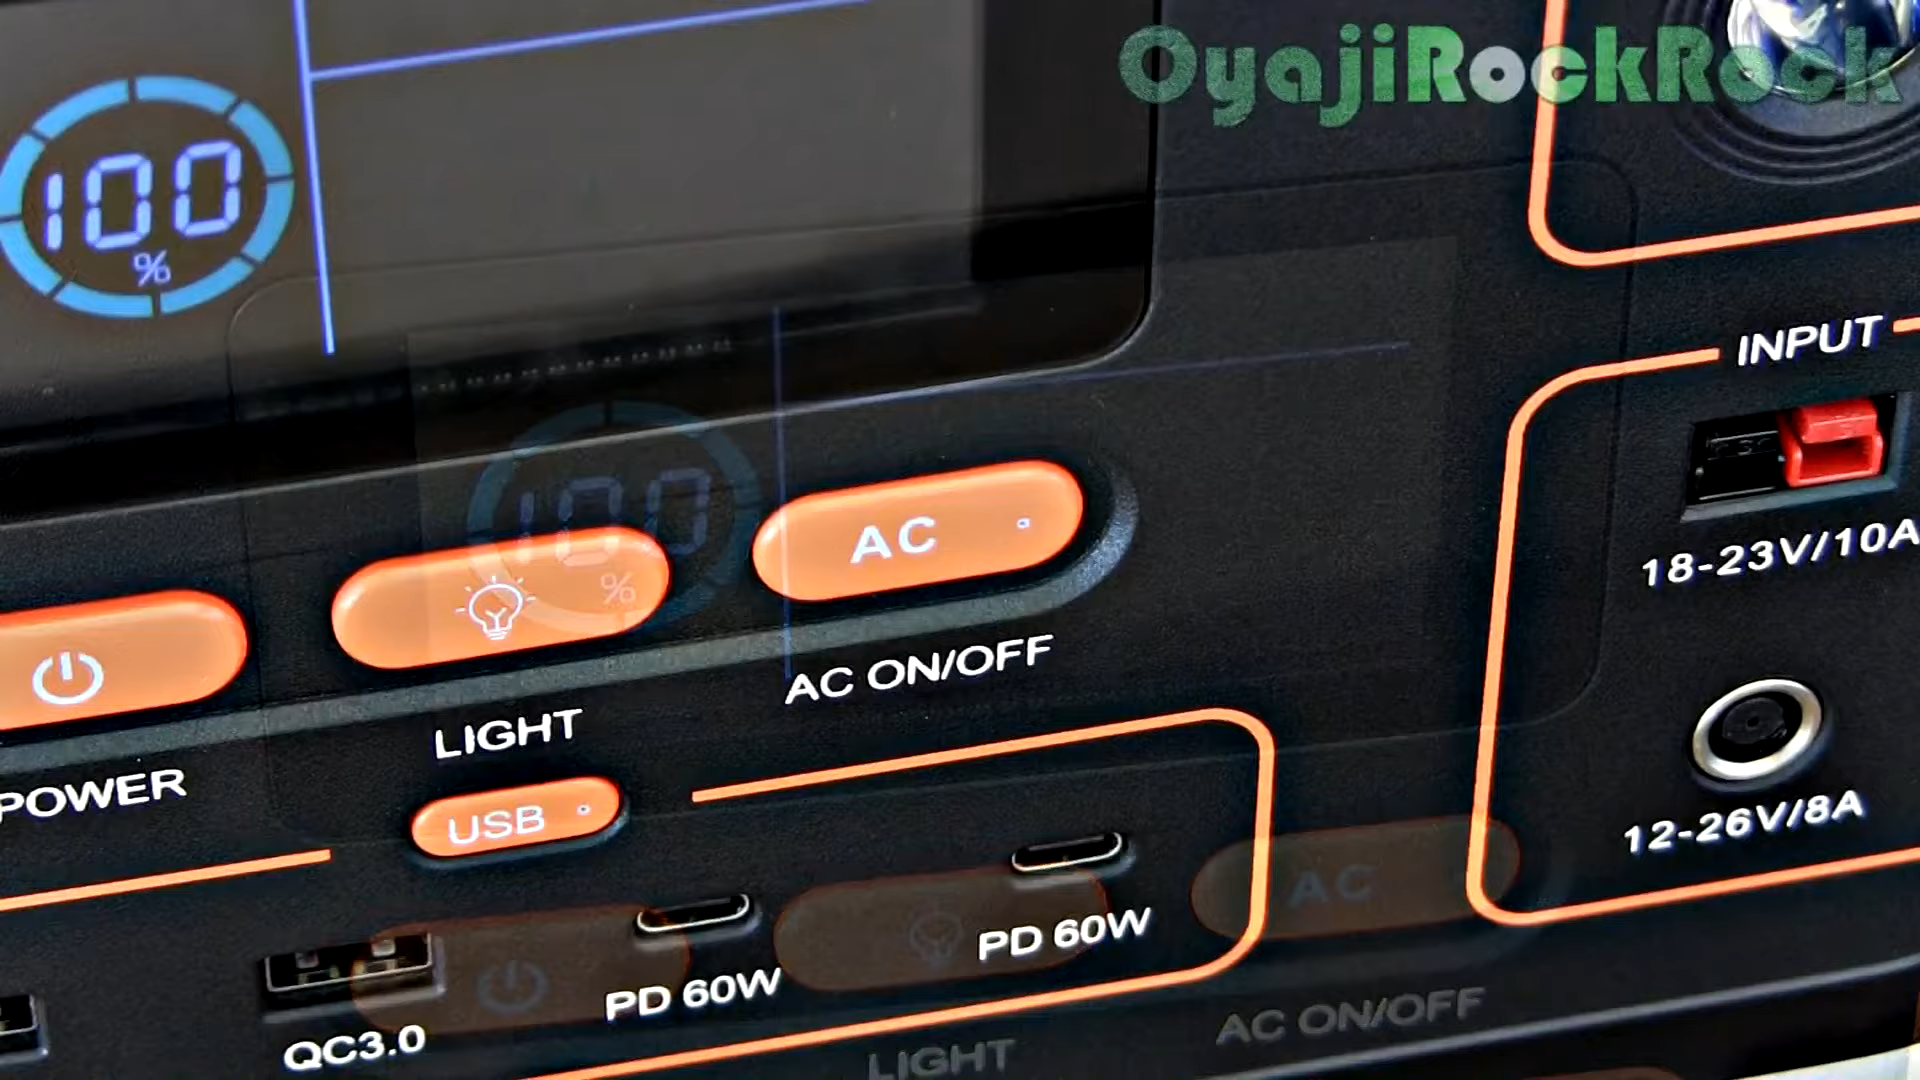 OyajiRockRock
100
%
INPUT
18-23V/10A
100
%
AC
AC ON/OFF
LIGHT
POWER
12-26V/8A
USB
AC
PD 60W
PD 60W
QC3.0
AC ON/OFF
LIGHT